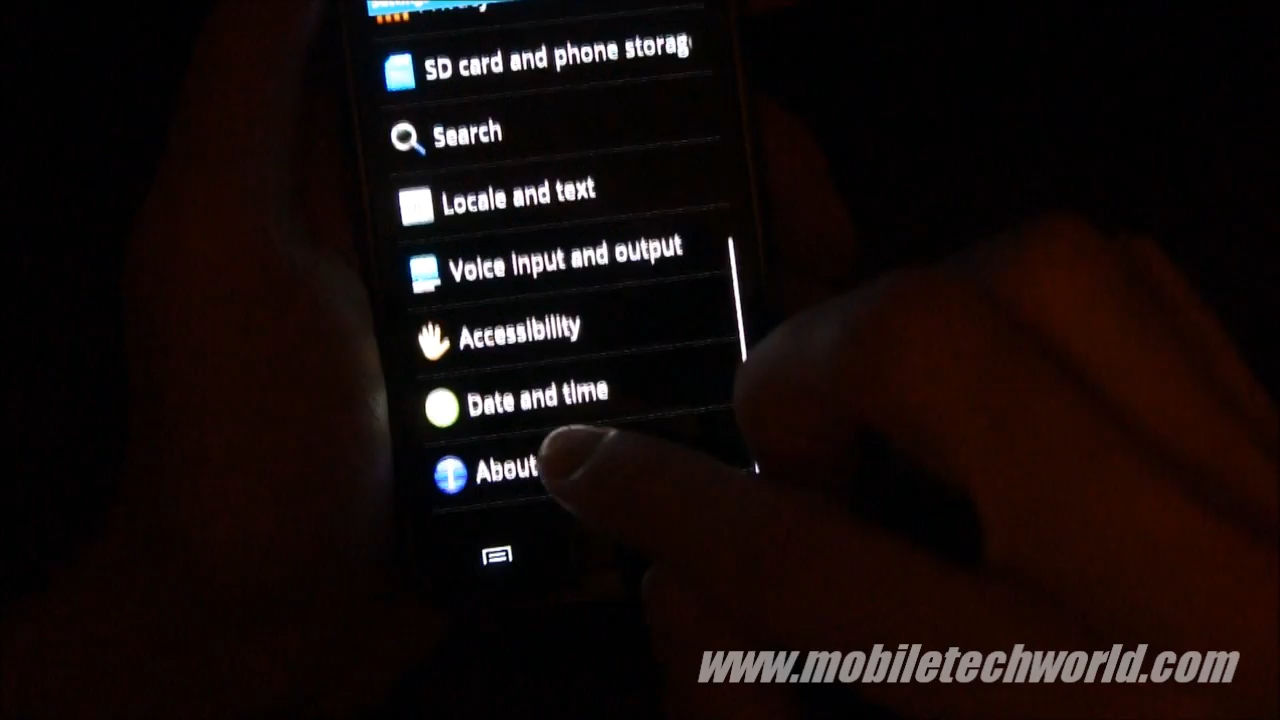 SD card and phone storag
Search
Locale and text
Voice input and output
Accessibility
Date and time
About
www.mobiletechworld.com